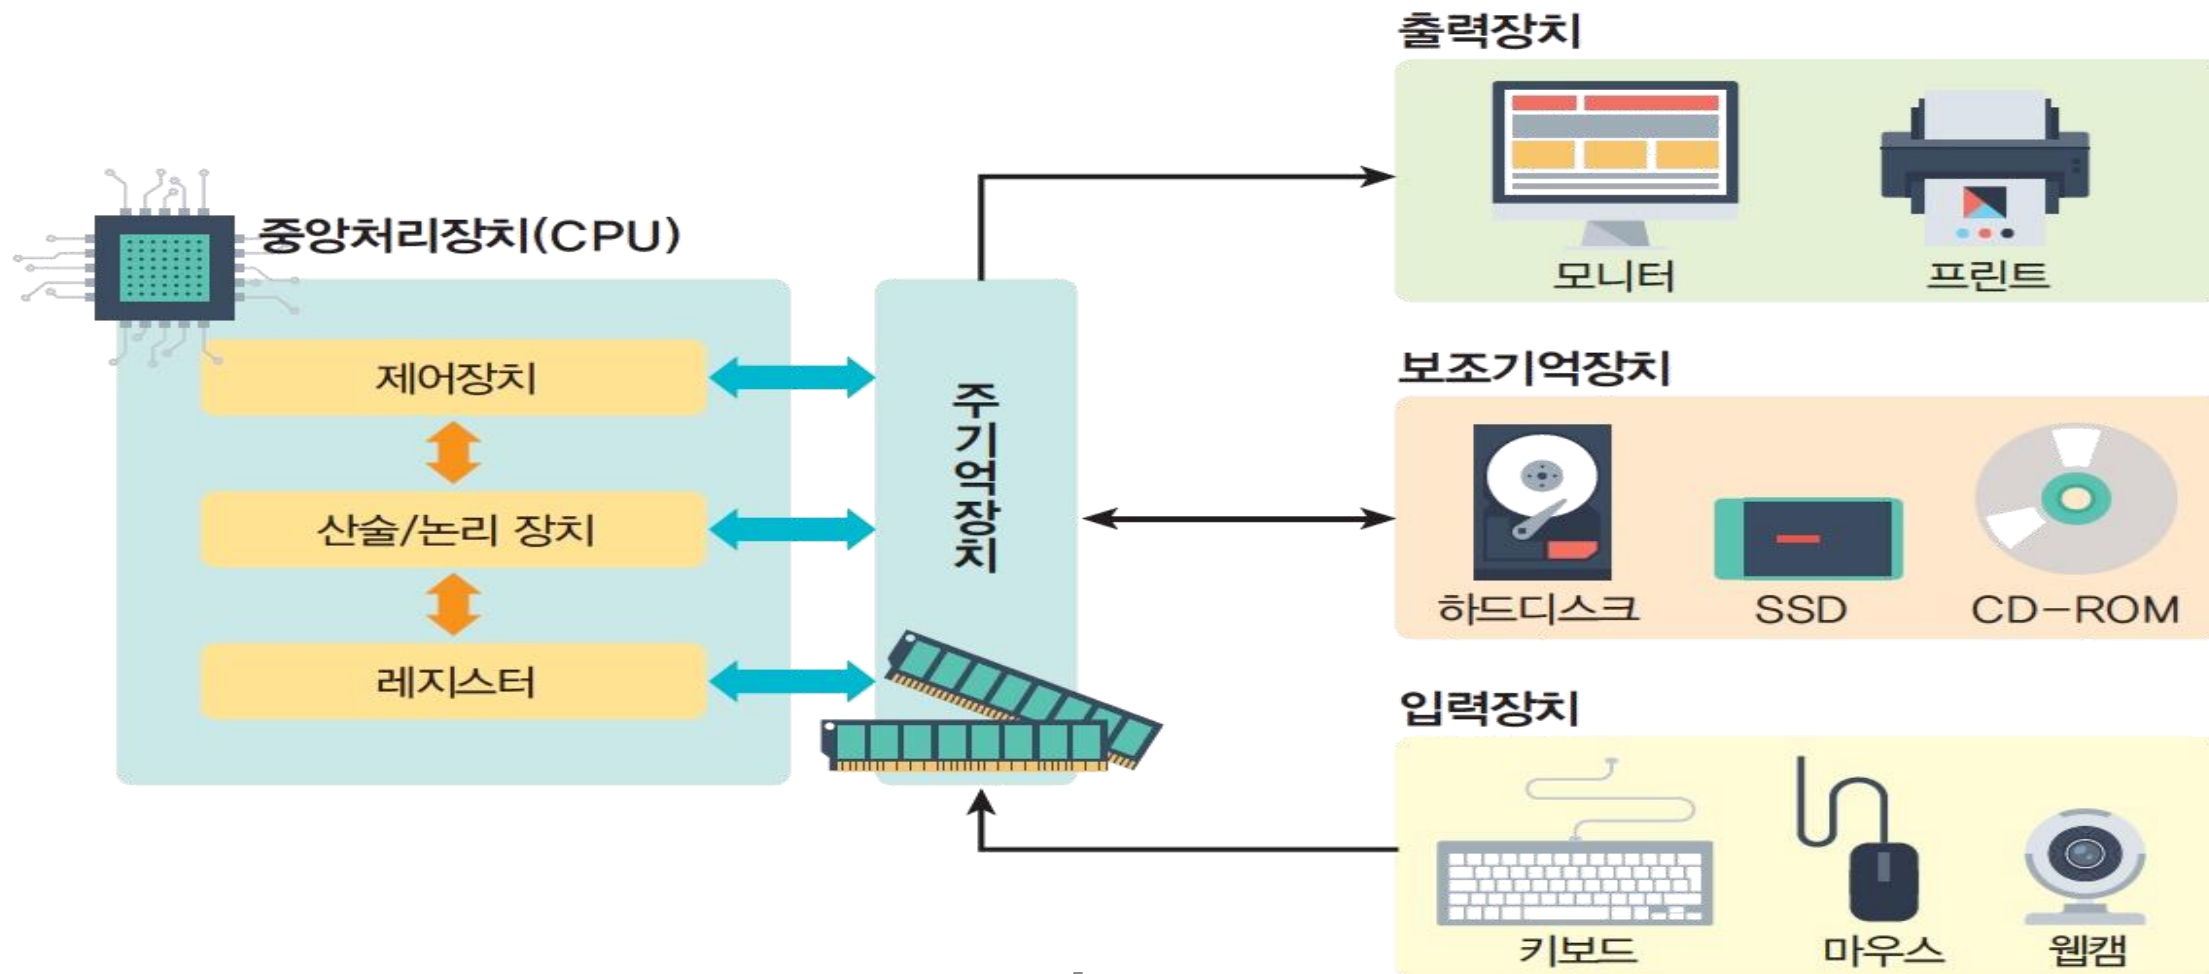 출력장치
모니터
프린트
중앙처리장치(CPU)
제어장치
산술/논리 장치
레지스터
주기억장치
보조기억장치
하드디스크
SSD
CD-ROM
입력장치
키보드
마우스
웹캠